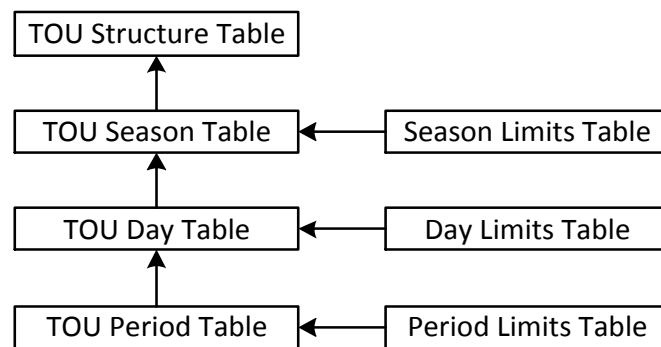 TOU Structure Table
TOU Season Table
Season Limits Table
TOU Day Table
Day Limits Table
TOU Period Table
Period Limits Table